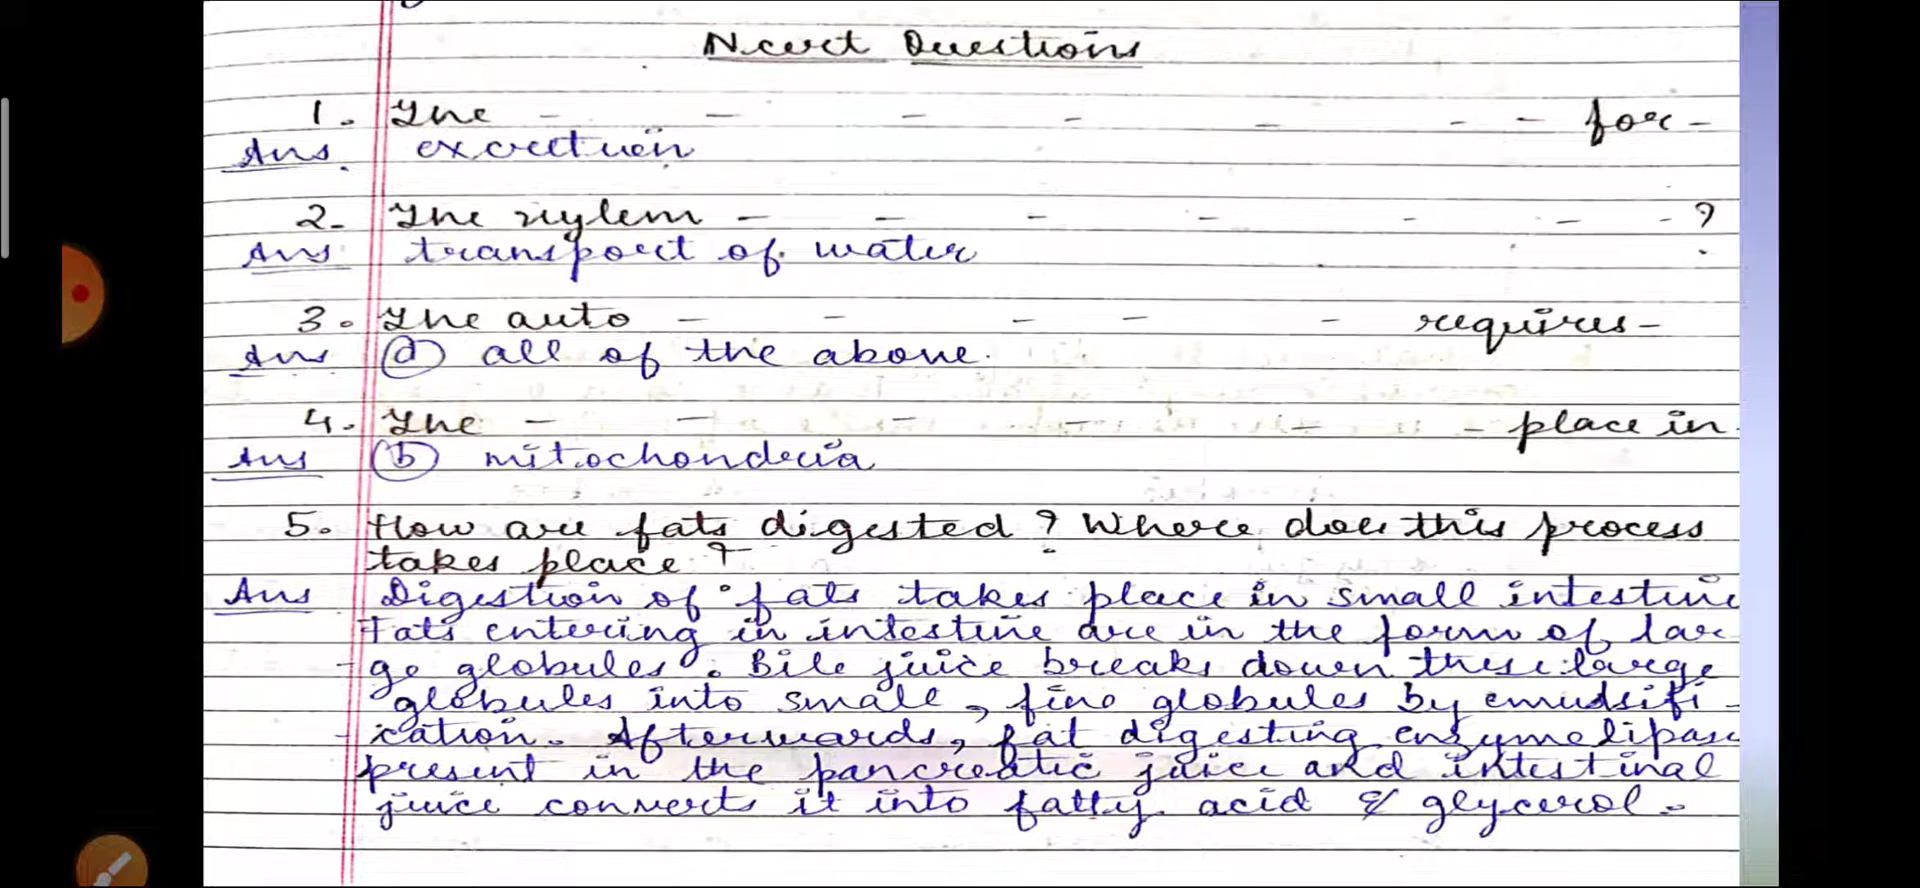 Ncert Questions
1. The - - - - - - - for -
Ans excretion
2. The xylem - - - - - - - ?
Ans transport of water
3. The auto - - - - - requires -
Ans (d) all of the above.
4. The - - - - - - place in
Ans (b) mitochondria
5. How are fats digested ? Where does this process
takes place ?
Ans Digestion of fats takes place in small intestine
Fats entering in intestine are in the form of lar
-ge globules. Bile juice breaks down these large
globules into small, fine globules by emudsifi -
- ication. Afterwards, fat digesting enzyme lipase
present in the pancreatic juice and intestinal
juice converts it into fatty acid & glycerol.